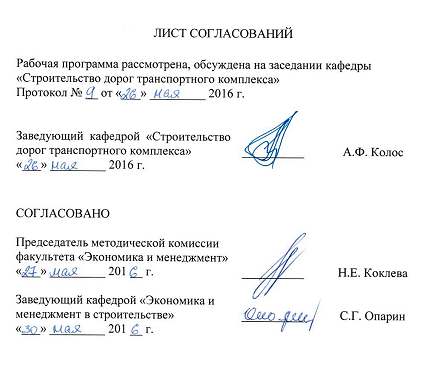 ЛИСТ СОГЛАСОВАНИЙ
Рабочая программа рассмотрена, обсуждена на заседании кафедры
«Строительство дорог транспортного комплекса»
Протокол № 9 от «26» мая 2016 г.
Заведующий кафедрой «Строительство
дорог транспортного комплекса»
А.Ф. Колос
«26» мая 2016 г.
СОГЛАСОВАНО
Председатель методической комиссии
факультета «Экономика и менеджмент»
«27» мая 2016 г.
Н.Е. Коклева
Заведующий кафедрой «Экономика и
менеджмент в строительстве»
С.Г. Опарин
«30» мая 2016 г.